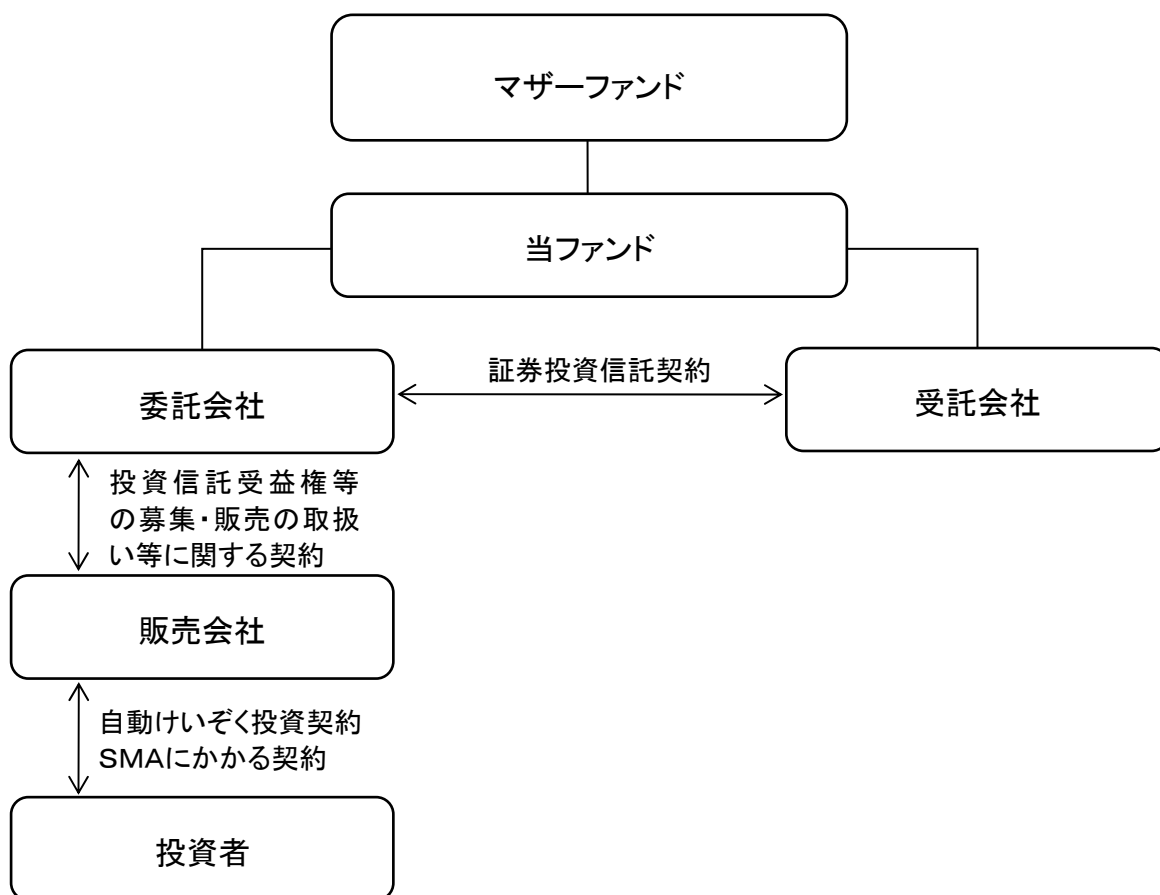 マザーファンド
当ファンド
証券投資信託契約
委託会社
受託会社
投資信託受益権等
の募集・販売の取扱
い等に関する契約
販売会社
自動けいぞく投資契約
SMAにかかる契約
投資者